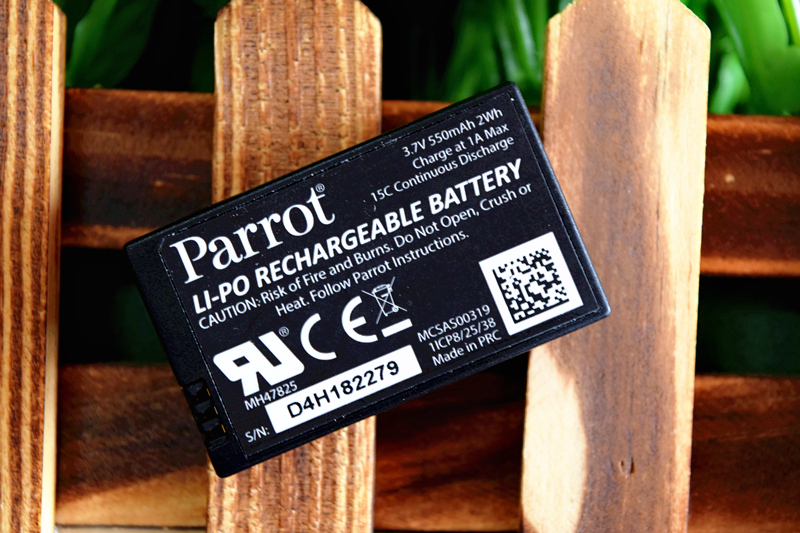 3.7V 550mAh 2Wh
Charge at 1A Max
15C Continuous Discharge
Parrot®
LI-PO RECHARGEABLE BATTERY
CAUTION: Risk of Fire and Burns. Do Not Open, Crush or
Heat. Follow Parrot Instructions.
RU® CE
MH47825
MCSA500319
1ICP8/25/38
Made in PRC
S/N: D4H182279